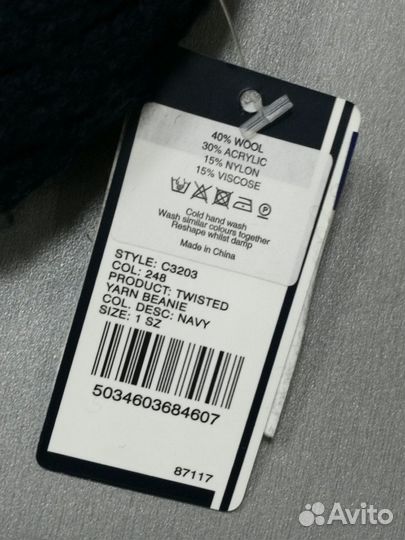 40% WOOL
30% ACRYLIC
15% NYLON
15% VISCOSE
Cold hand wash
Wash similar colours together
Reshape whilst damp
Made in China
STYLE: C3203
COL: 248
PRODUCT: TWISTED
YARN BEANIE
COL. DESC: NAVY
SIZE: 1 SZ
5034603684607
87117
Avito